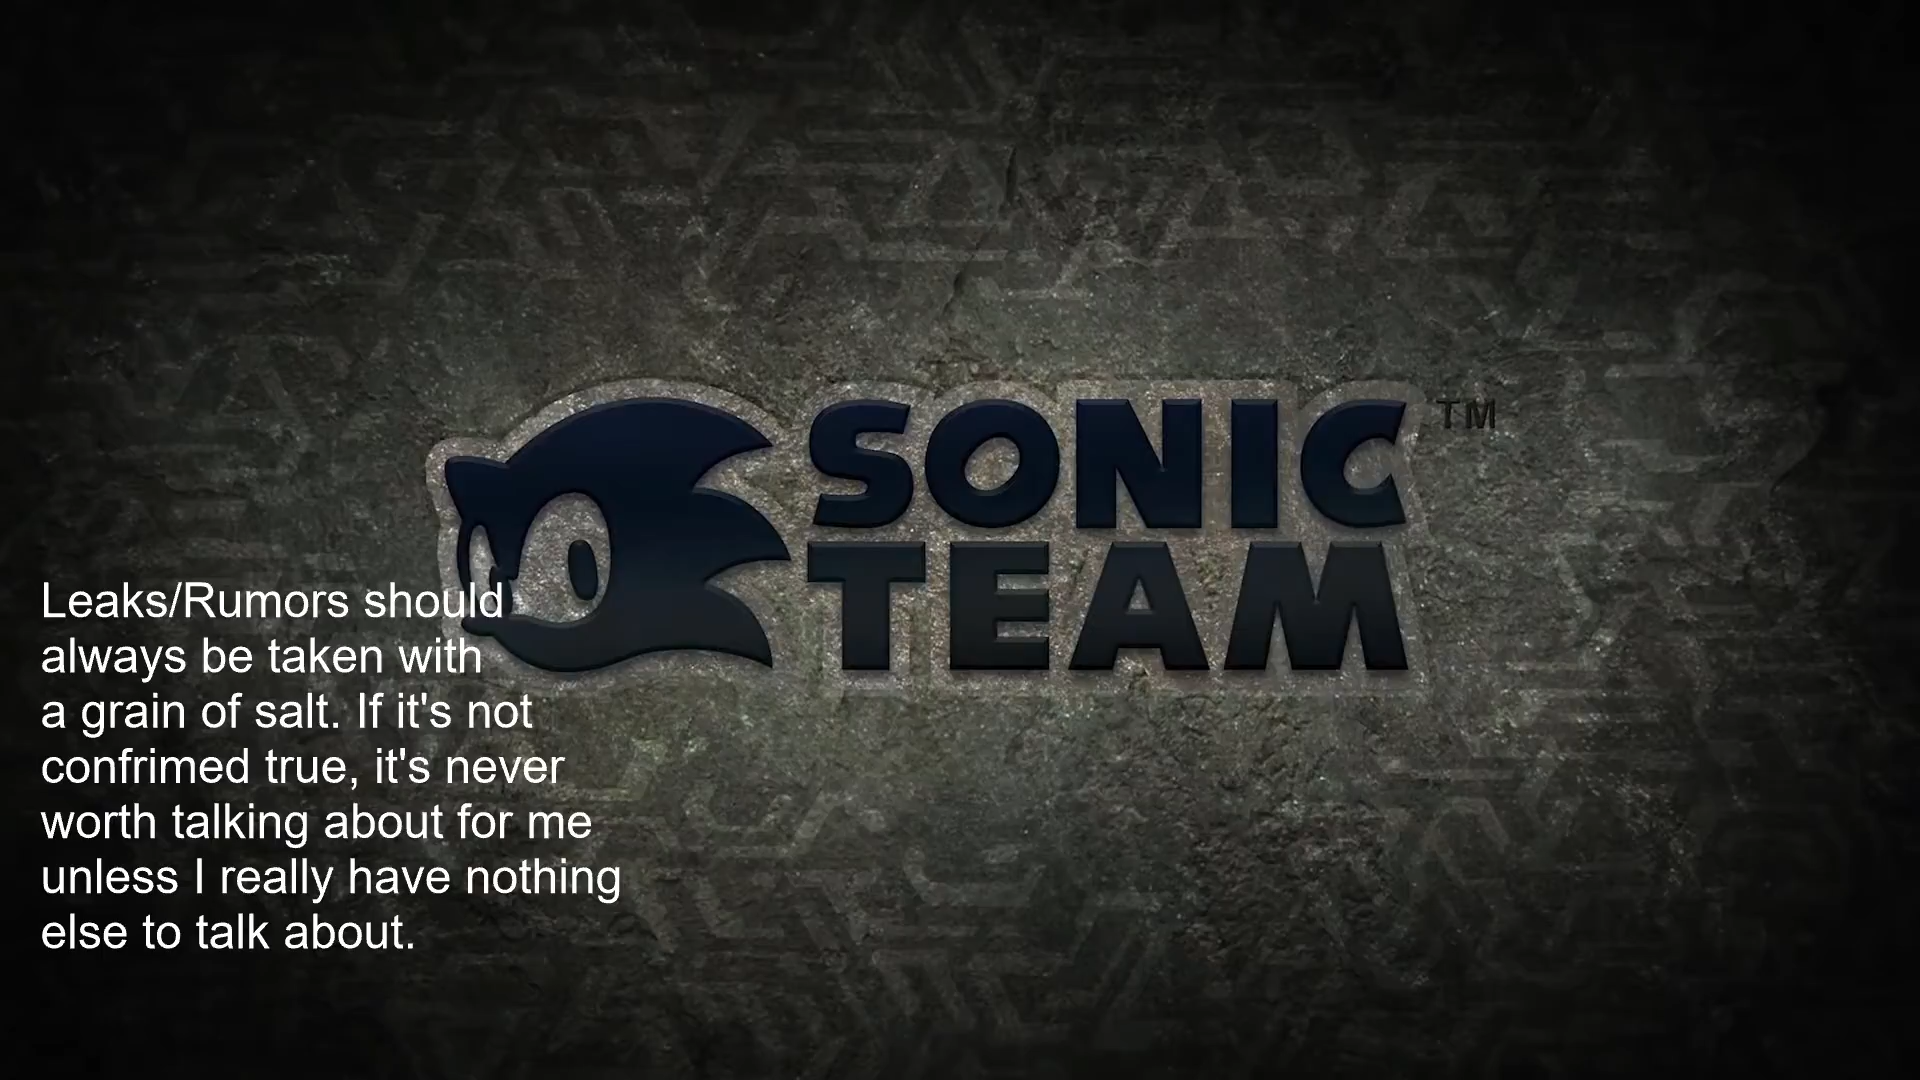 SONIC
TEAM
TM
Leaks/Rumors should
always be taken with
a grain of salt. If it's not
confrimed true, it's never
worth talking about for me
unless I really have nothing
else to talk about.